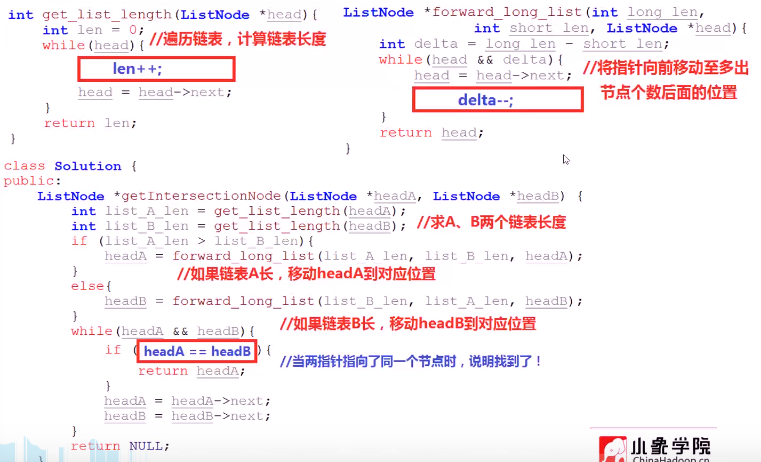 int get_list_length(ListNode *head){
int len = 0;
while(head){ //遍历链表，计算链表长度
len++;
head = head->next;
}
return len;
}
ListNode *forward_long_list(int long_len,
int short_len, ListNode *head){
int delta = long_len - short_len;
while(head && delta){
head = head->next; //将指针向前移动至多出
节点个数后面的位置
delta--;
}
return head;
}
class Solution {
public:
ListNode *getIntersectionNode(ListNode *headA, ListNode *headB) {
int list_A_len = get_list_length(headA);
int list_B_len = get_list_length(headB); //求A、B两个链表长度
if (list_A_len > list_B_len){
headA = forward_long_list(list_A_len, list_B_len, headA);
} //如果链表A长，移动headA到对应位置
else{
headB = forward_long_list(list_B_len, list_A_len, headB);
} //如果链表B长，移动headB到对应位置
while(headA && headB){
if (headA == headB){ //当两指针指向了同一个节点时，说明找到了！
return headA;
}
headA = headA->next;
headB = headB->next;
}
return NULL;
小象学院
ChinaHadoop.cn